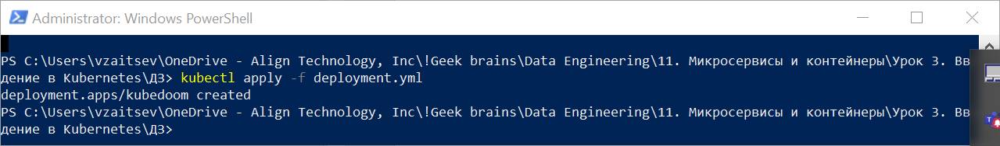 Administrator: Windows PowerShell
PS C:\Users\vzaitsev\OneDrive - Align Technology, Inc\!Geek brains\Data Engineering\11. Микросервисы и контейнеры\Урок 3. Вв
дение в Kubernetes\ДЗ> kubectl apply -f deployment.yml
deployment.apps/kubedoom created
PS C:\Users\vzaitsev\OneDrive - Align Technology, Inc\!Geek brains\Data Engineering\11. Микросервисы и контейнеры\Урок 3. Вв
дение в Kubernetes\ДЗ>